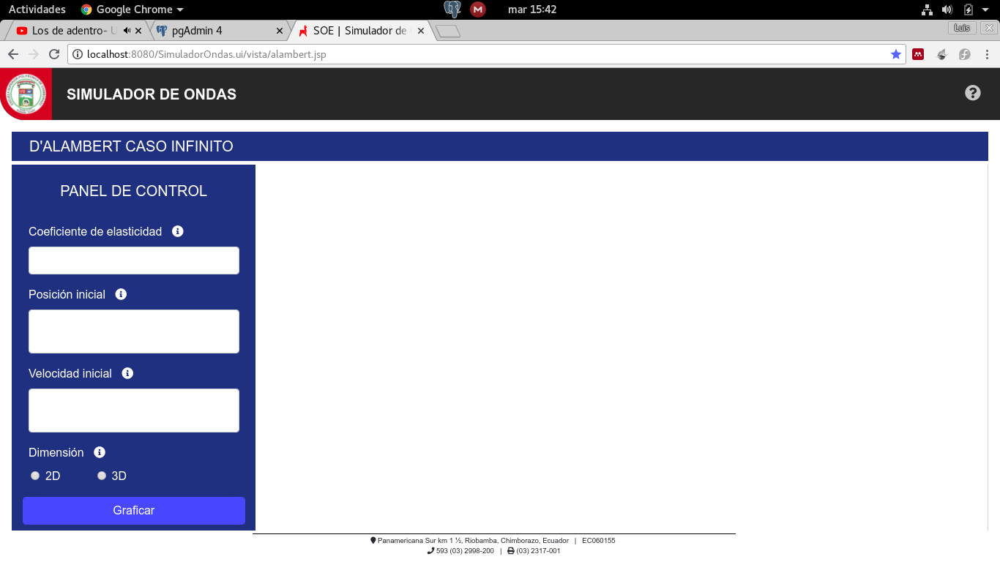 Actividades Google Chrome mar 15:42
Los de adentro- U pgAdmin 4 SOE | Simulador de Luis
localhost:8080/SimuladorOndas.ui/vista/alambert.jsp
SIMULADOR DE ONDAS
D'ALAMBERT CASO INFINITO
PANEL DE CONTROL
Coeficiente de elasticidad
Posición inicial
Velocidad inicial
Dimensión
2D 3D
Graficar
Panamericana Sur km 1 ½, Riobamba, Chimborazo, Ecuador | EC060155
593 (03) 2998-200 | (03) 2317-001